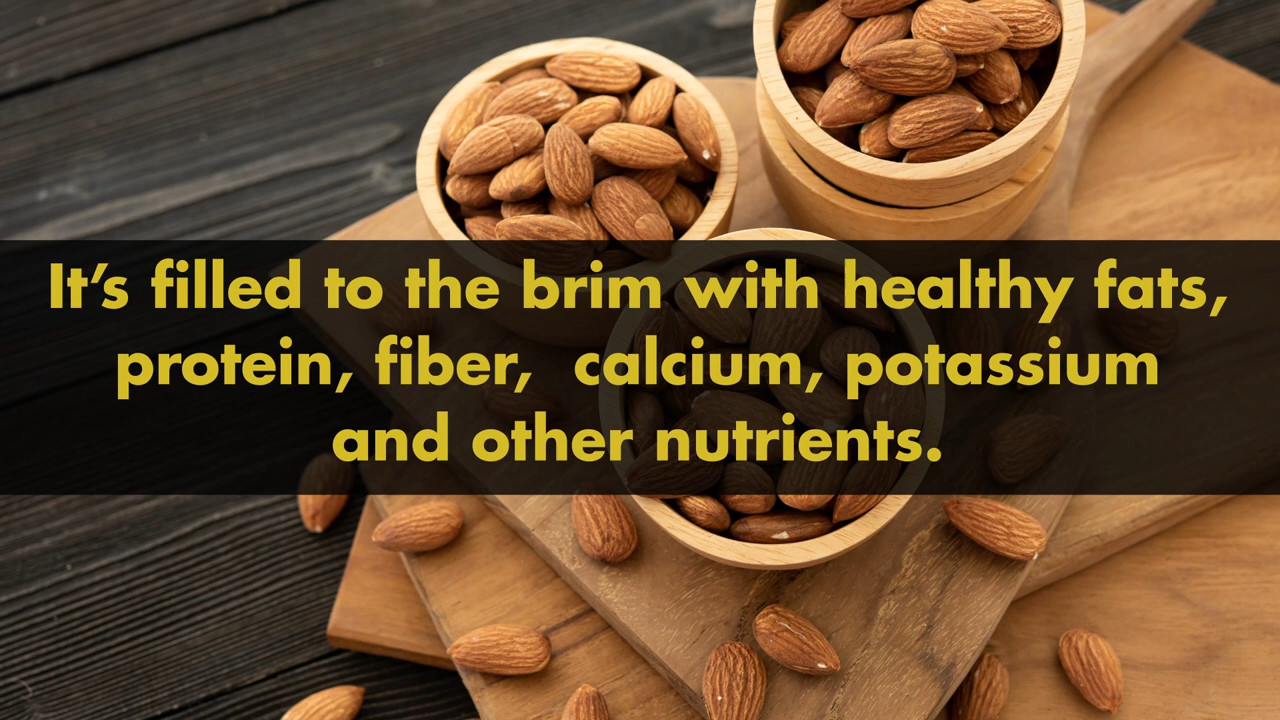 It’s filled to the brim with healthy fats,
protein, fiber,  calcium, potassium
and other nutrients.